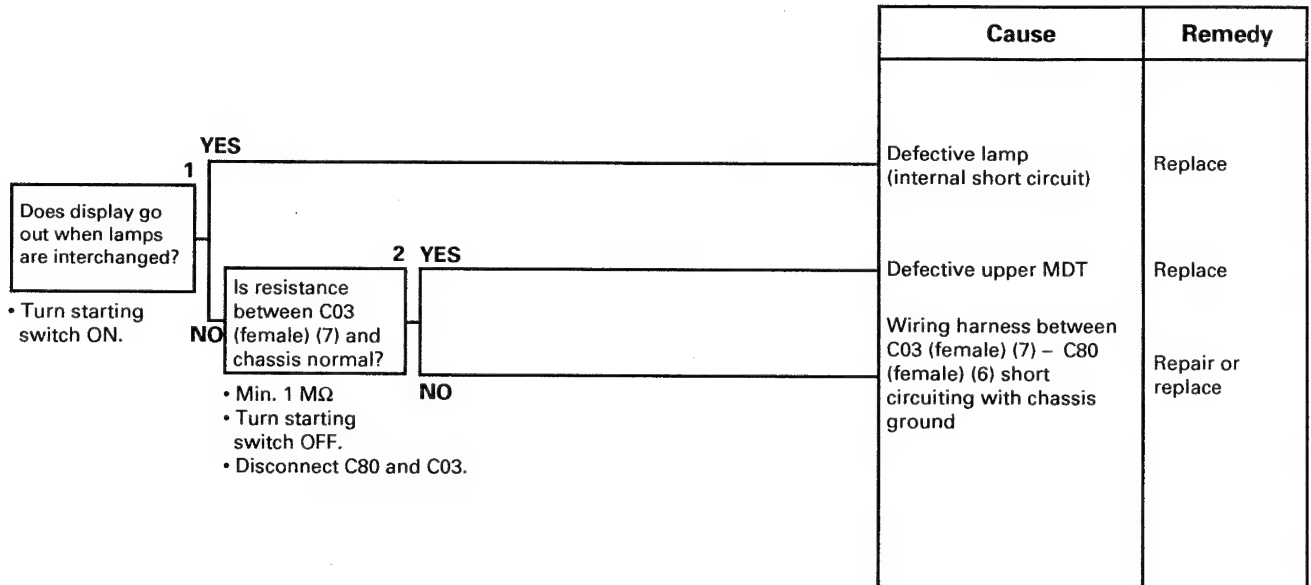 Cause
Remedy
YES
1
Does display go
out when lamps
are interchanged?
• Turn starting
switch ON.
NO
2 YES
Is resistance
between C03
(female) (7) and
chassis normal?
• Min. 1 MΩ
• Turn starting
switch OFF.
• Disconnect C80 and C03.
NO
Defective lamp
(internal short circuit)
Replace
Defective upper MDT
Replace
Wiring harness between
C03 (female) (7) – C80
(female) (6) short
circuiting with chassis
ground
Repair or
replace